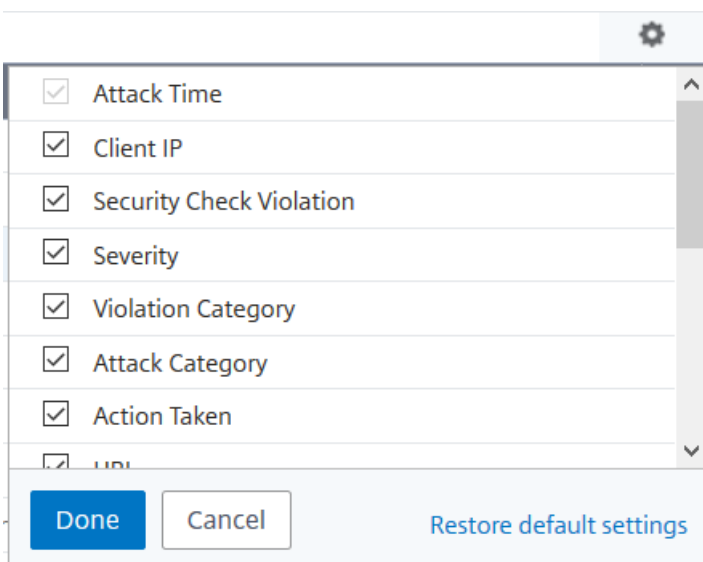 Attack Time
Client IP
Security Check Violation
Severity
Violation Category
Attack Category
Action Taken
Done
Cancel
Restore default settings